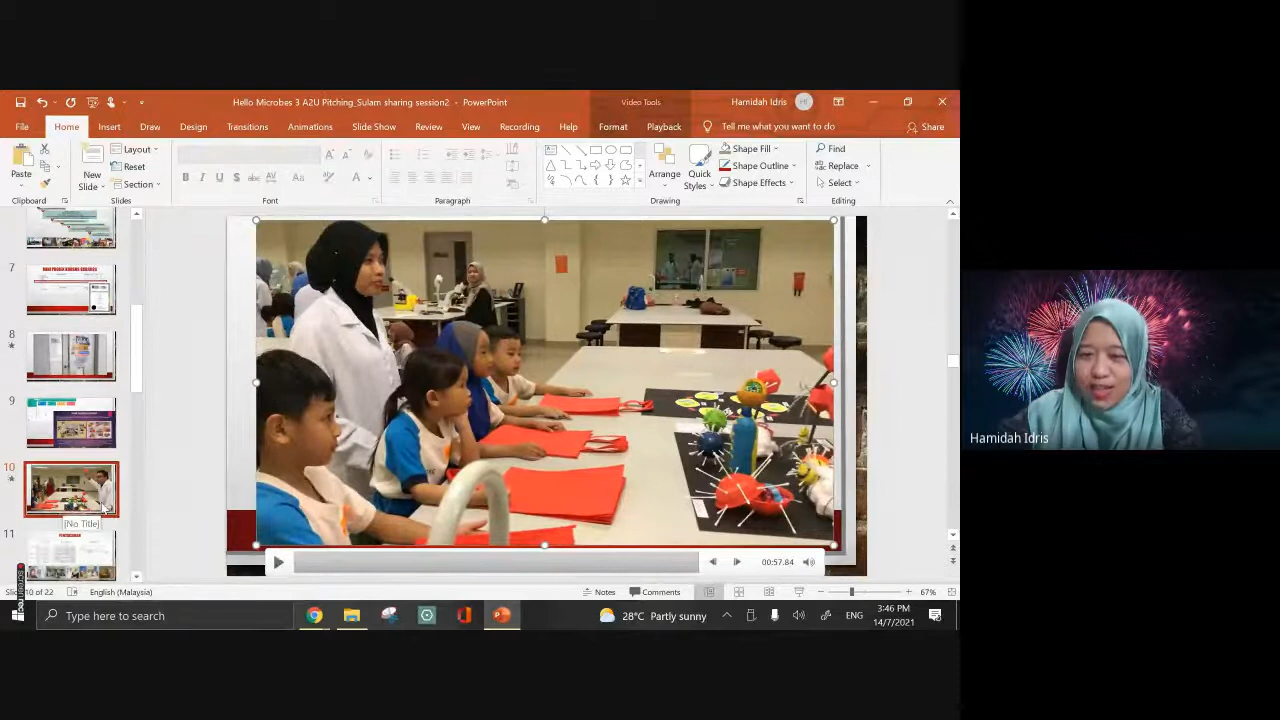 Hello Microbes 3 A2U Pitching_Sulam sharing session2 - PowerPoint
Video Tools
Hamidah Idris
HI
File
Home
Insert
Draw
Design
Transitions
Animations
Slide Show
Review
View
Recording
Help
Format
Playback
Tell me what you want to do
Share
Paste
New
Slide
Layout
Reset
Section
B I U S abc AV
Aa
A
Arrange
Quick
Styles
Shape Fill
Shape Outline
Shape Effects
Find
Replace
Select
Clipboard
Slides
Font
Paragraph
Drawing
Editing
7
8
9
10
[No Title]
11
00:57.84
Hamidah Idris
English (Malaysia)
Notes
Comments
67%
Type here to search
28°C Partly sunny
ENG
3:46 PM
14/7/2021